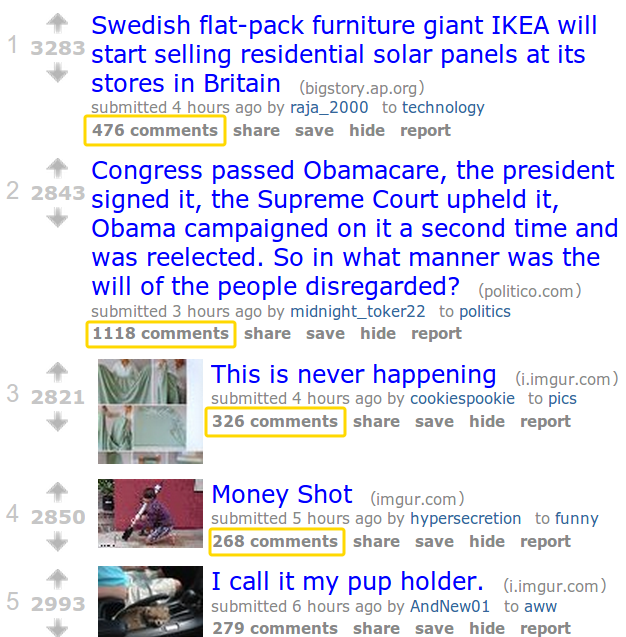 1
3283
Swedish flat-pack furniture giant IKEA will
start selling residential solar panels at its
stores in Britain (bigstory.ap.org)
submitted 4 hours ago by raja_2000 to technology
476 comments share save hide report
2
2843
Congress passed Obamacare, the president
signed it, the Supreme Court upheld it,
Obama campaigned on it a second time and
was reelected. So in what manner was the
will of the people disregarded? (politico.com)
submitted 3 hours ago by midnight_toker22 to politics
1118 comments share save hide report
3
2821
This is never happening (i.imgur.com)
submitted 4 hours ago by cookiespookie to pics
326 comments share save hide report
4
2850
Money Shot (imgur.com)
submitted 5 hours ago by hypersecretion to funny
268 comments share save hide report
5
2993
I call it my pup holder. (i.imgur.com)
submitted 6 hours ago by AndNew01 to aww
279 comments share save hide report